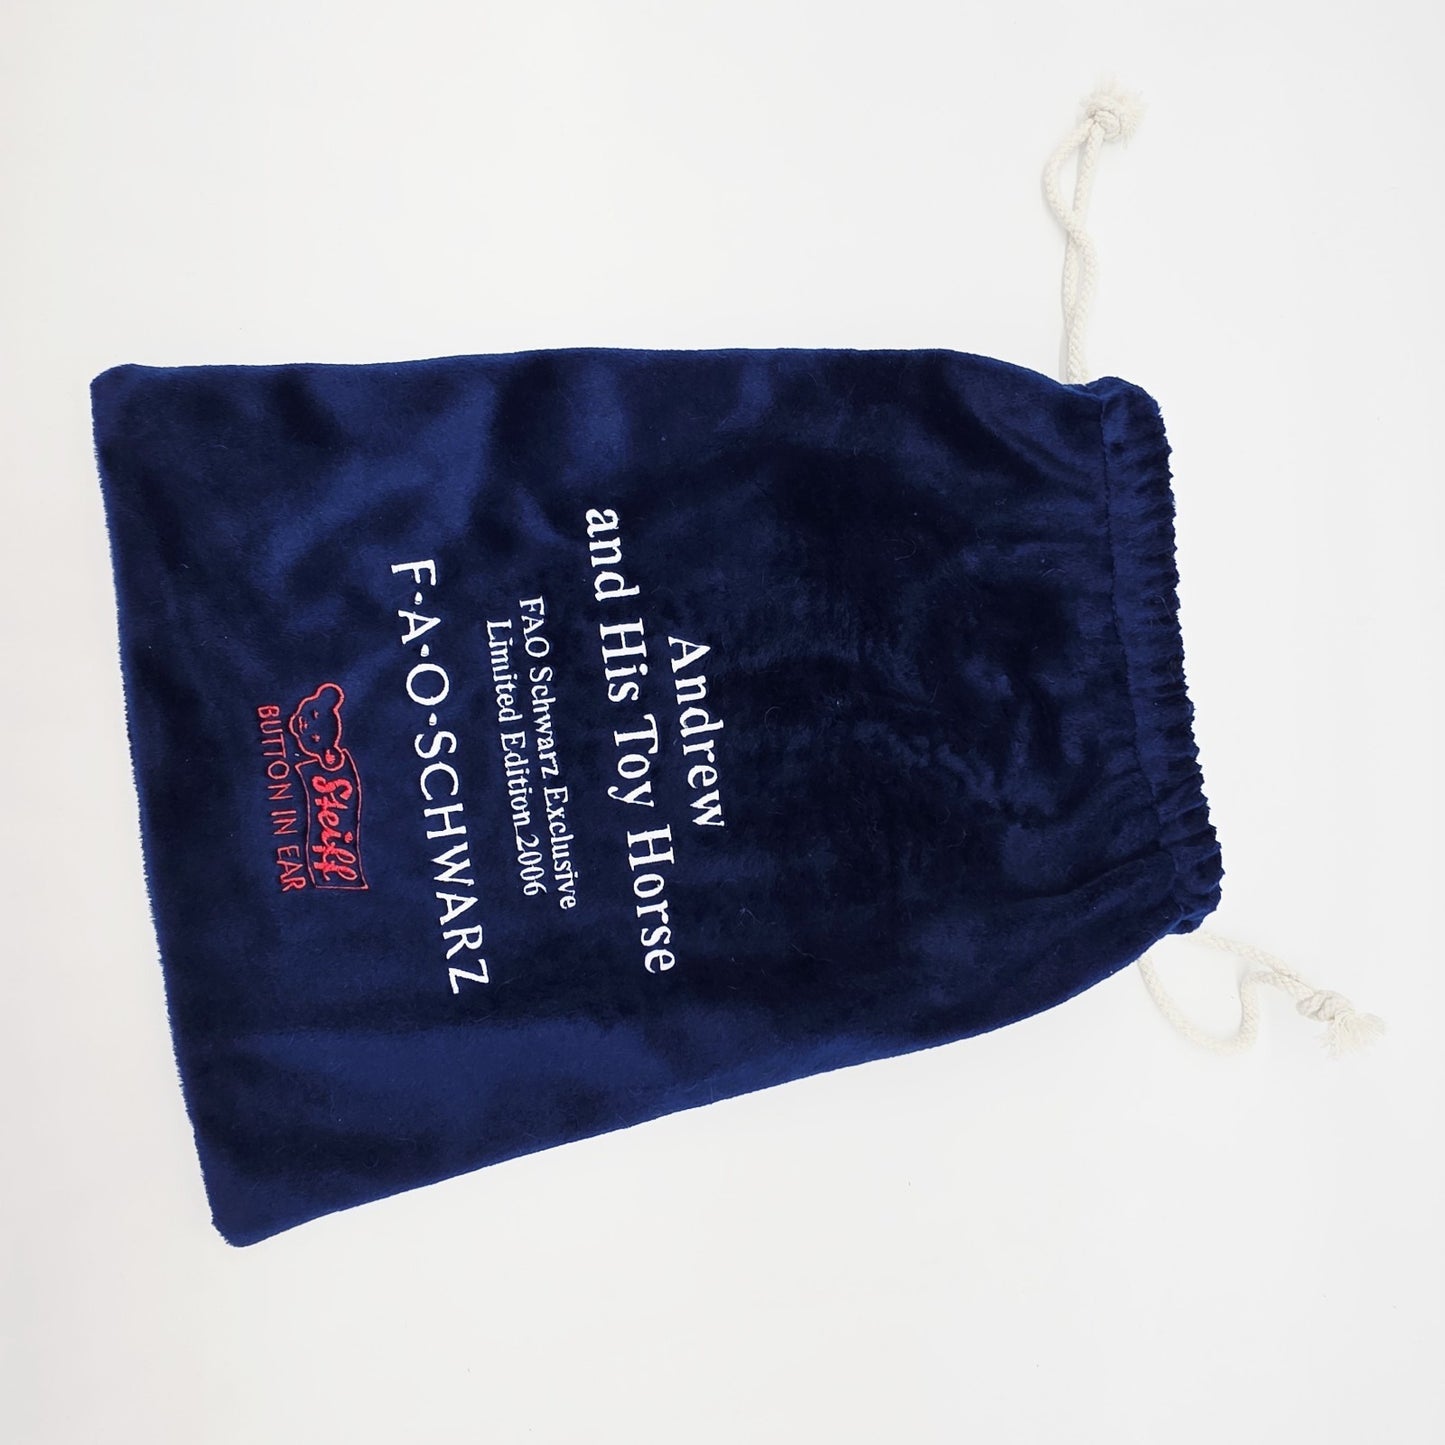 Andrew
and His Toy Horse
FAO Schwarz Exclusive
Limited Edition 2006
F·A·O·SCHWARZ
Steiff
BUTTON IN EAR